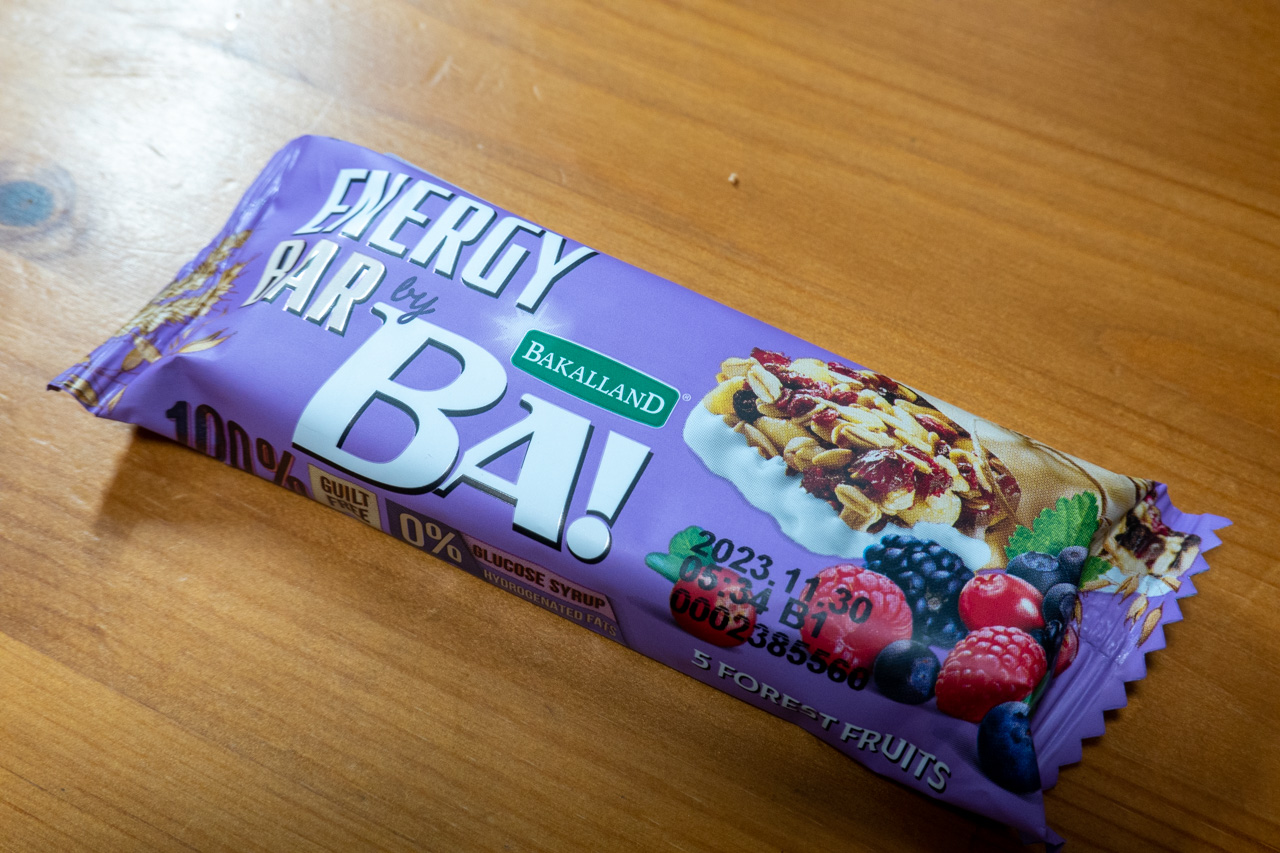 ENERGY
BAR by
BAKALLAND®
BA!
100%
GUILT
FREE
0% GLUCOSE SYRUP
HYDROGENATED FATS
2023.11.30
05:34 B1
0002385560
5 FOREST FRUITS